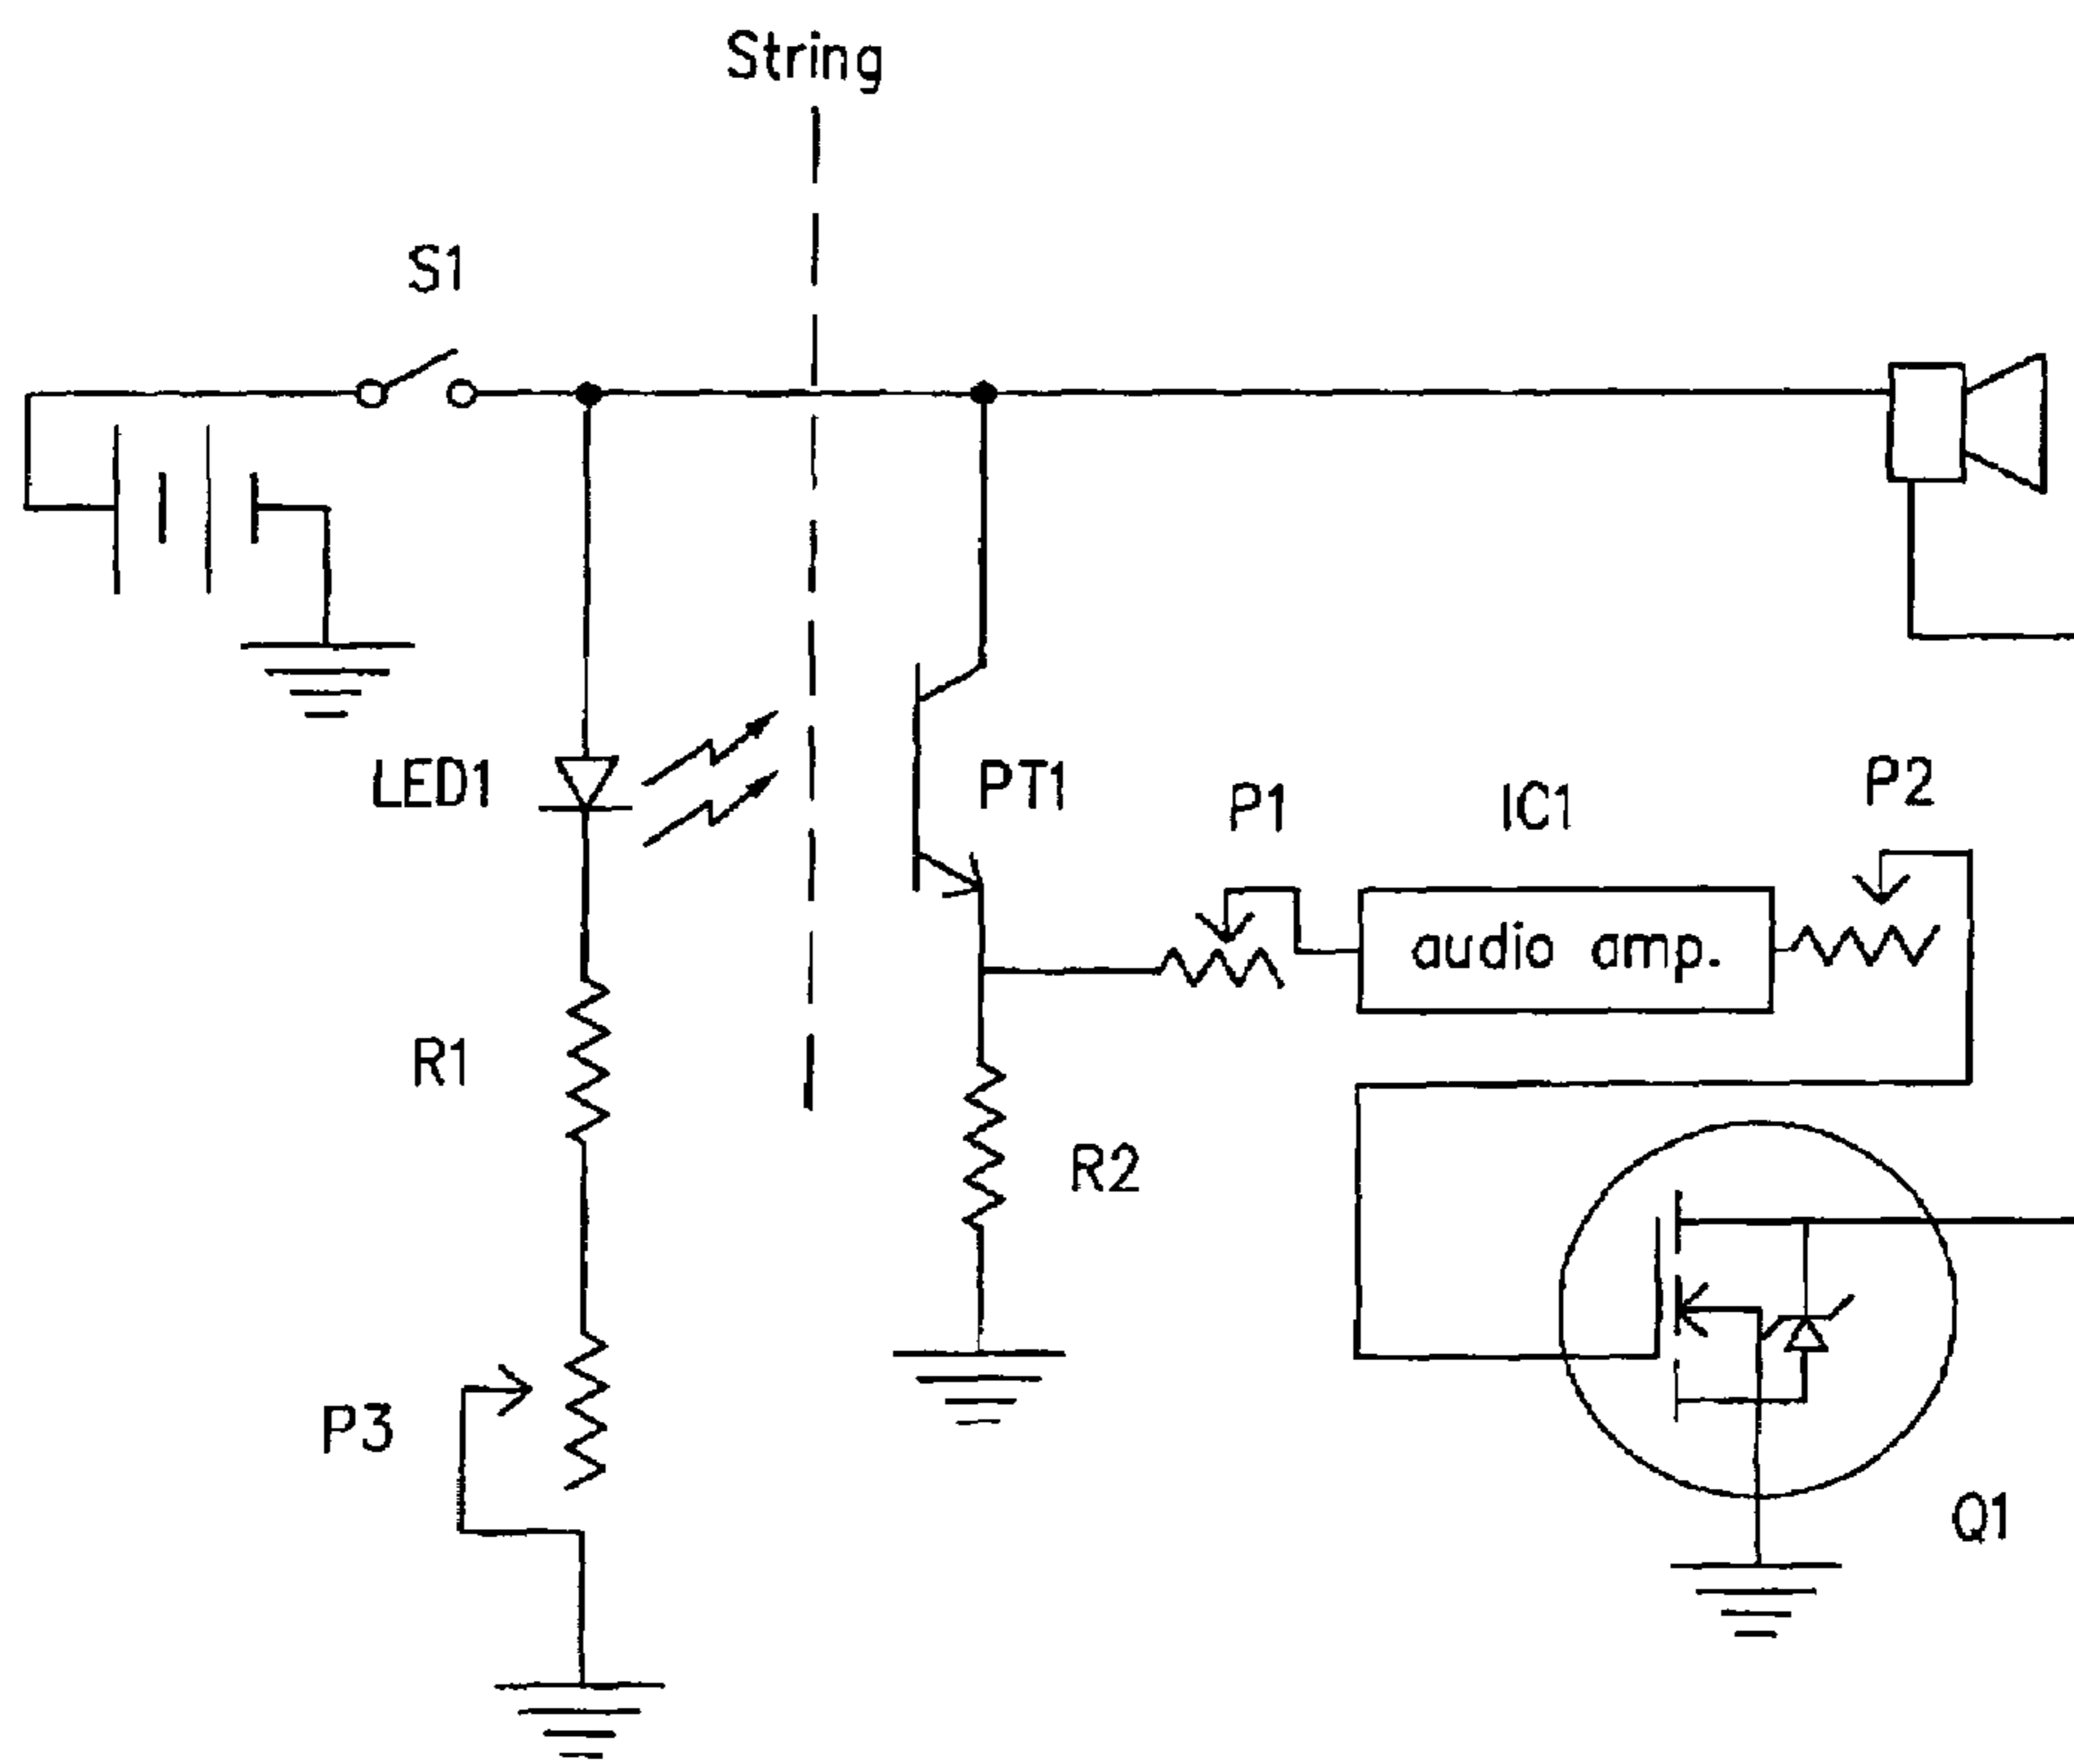 String
S1
LED1
PT1
P1
IC1
P2
audio amp.
R1
R2
P3
Q1